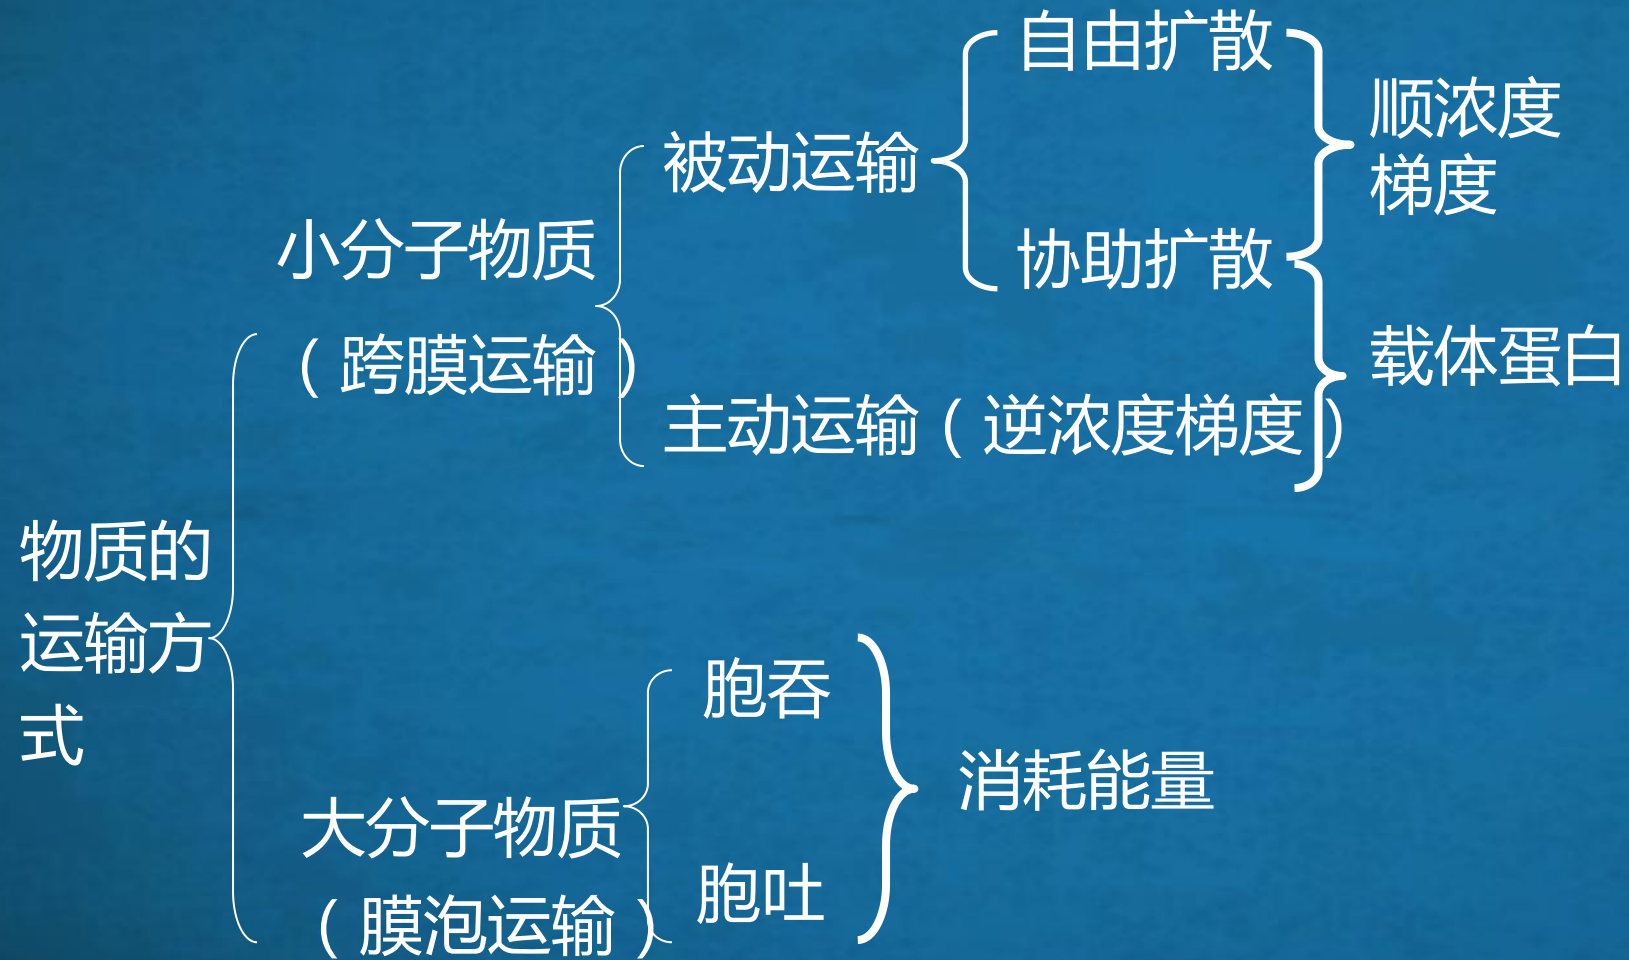 自由扩散
顺浓度
梯度
被动运输
小分子物质
协助扩散
（跨膜运输）
载体蛋白
主动运输（逆浓度梯度）
物质的
运输方
式
胞吞
消耗能量
大分子物质
胞吐
（膜泡运输）